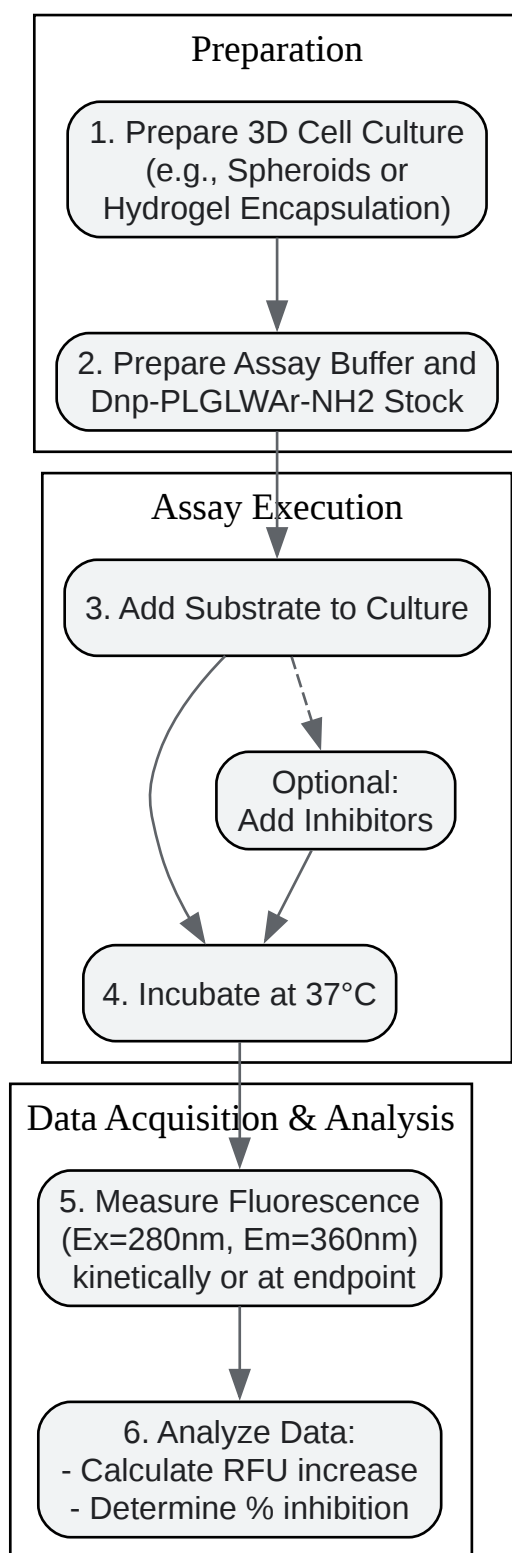 Preparation
1. Prepare 3D Cell Culture
(e.g., Spheroids or
Hydrogel Encapsulation)
2. Prepare Assay Buffer and
Dnp-PLGLWAr-NH2 Stock
Assay Execution
3. Add Substrate to Culture
Optional:
Add Inhibitors
4. Incubate at 37°C
Data Acquisition & Analysis
5. Measure Fluorescence
(Ex=280nm, Em=360nm)
kinetically or at endpoint
6. Analyze Data:
- Calculate RFU increase
- Determine % inhibition